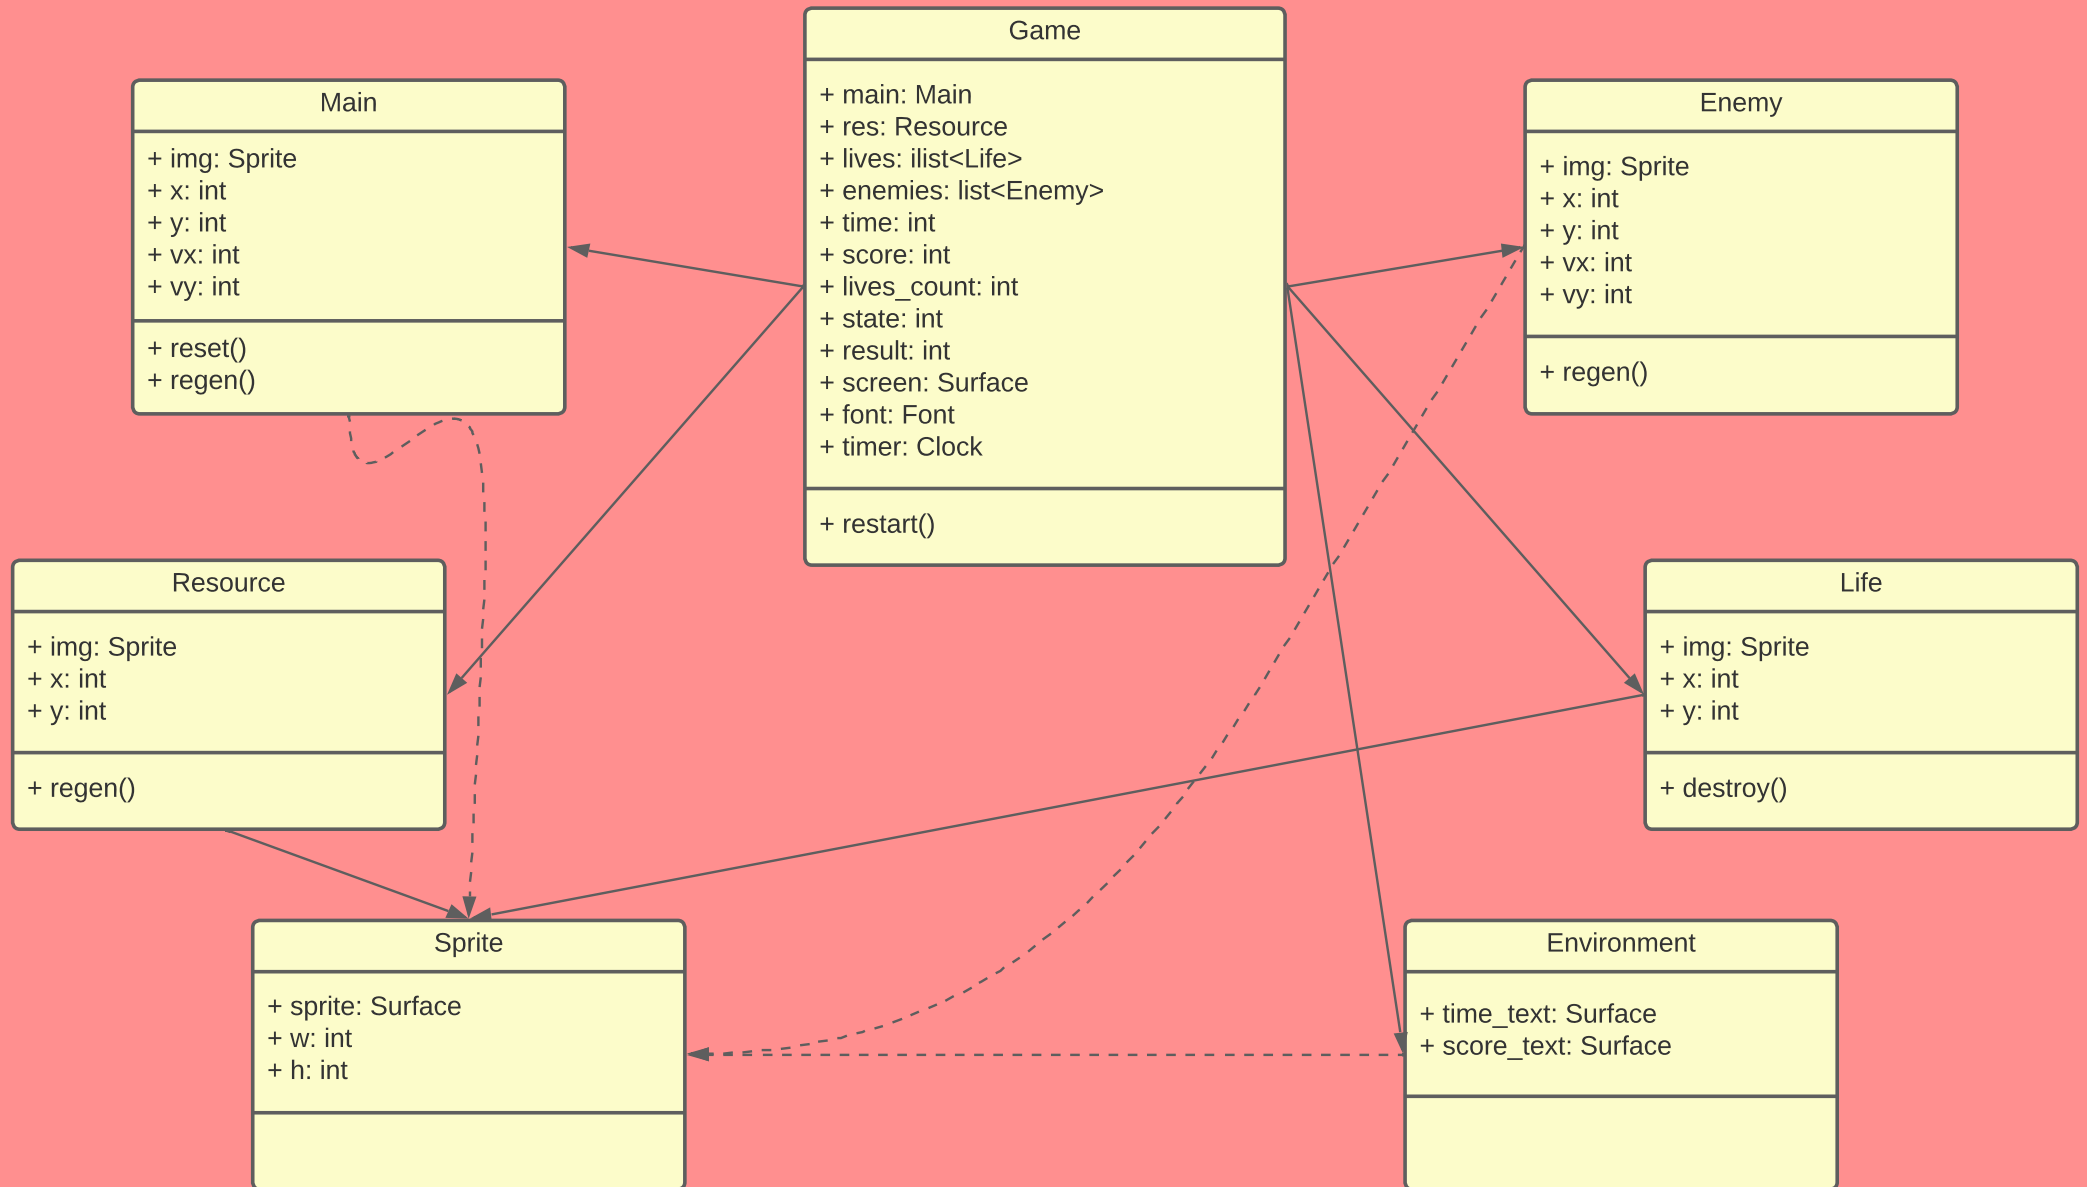 Game
+ main: Main
+ res: Resource
+ lives: ilist<Life>
+ enemies: list<Enemy>
+ time: int
+ score: int
+ lives_count: int
+ state: int
+ result: int
+ screen: Surface
+ font: Font
+ timer: Clock
+ restart()
Main
+ img: Sprite
+ x: int
+ y: int
+ vx: int
+ vy: int
+ reset()
+ regen()
Enemy
+ img: Sprite
+ x: int
+ y: int
+ vx: int
+ vy: int
+ regen()
Resource
+ img: Sprite
+ x: int
+ y: int
+ regen()
Life
+ img: Sprite
+ x: int
+ y: int
+ destroy()
Sprite
+ sprite: Surface
+ w: int
+ h: int
Environment
+ time_text: Surface
+ score_text: Surface